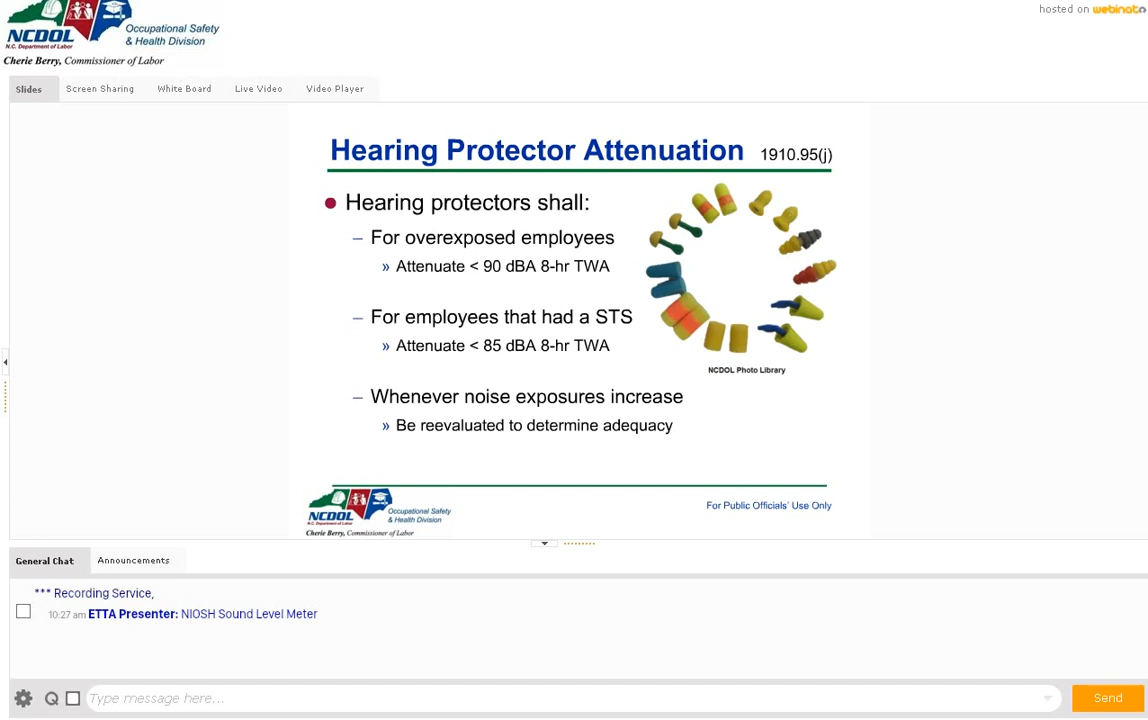 hosted on webinato
NCDOL
N.C. Department of Labor
Occupational Safety
& Health Division
Cherie Berry, Commissioner of Labor
Slides
Screen Sharing
White Board
Live Video
Video Player
Hearing Protector Attenuation 1910.95(j)
Hearing protectors shall:
– For overexposed employees
» Attenuate < 90 dBA 8-hr TWA
– For employees that had a STS
» Attenuate < 85 dBA 8-hr TWA
– Whenever noise exposures increase
» Be reevaluated to determine adequacy
NCDOL Photo Library
NCDOL
N.C. Department of Labor
Occupational Safety
& Health Division
Cherie Berry, Commissioner of Labor
For Public Officials' Use Only
General Chat
Announcements
*** Recording Service,
10:27 am ETTA Presenter: NIOSH Sound Level Meter
Type message here...
Send